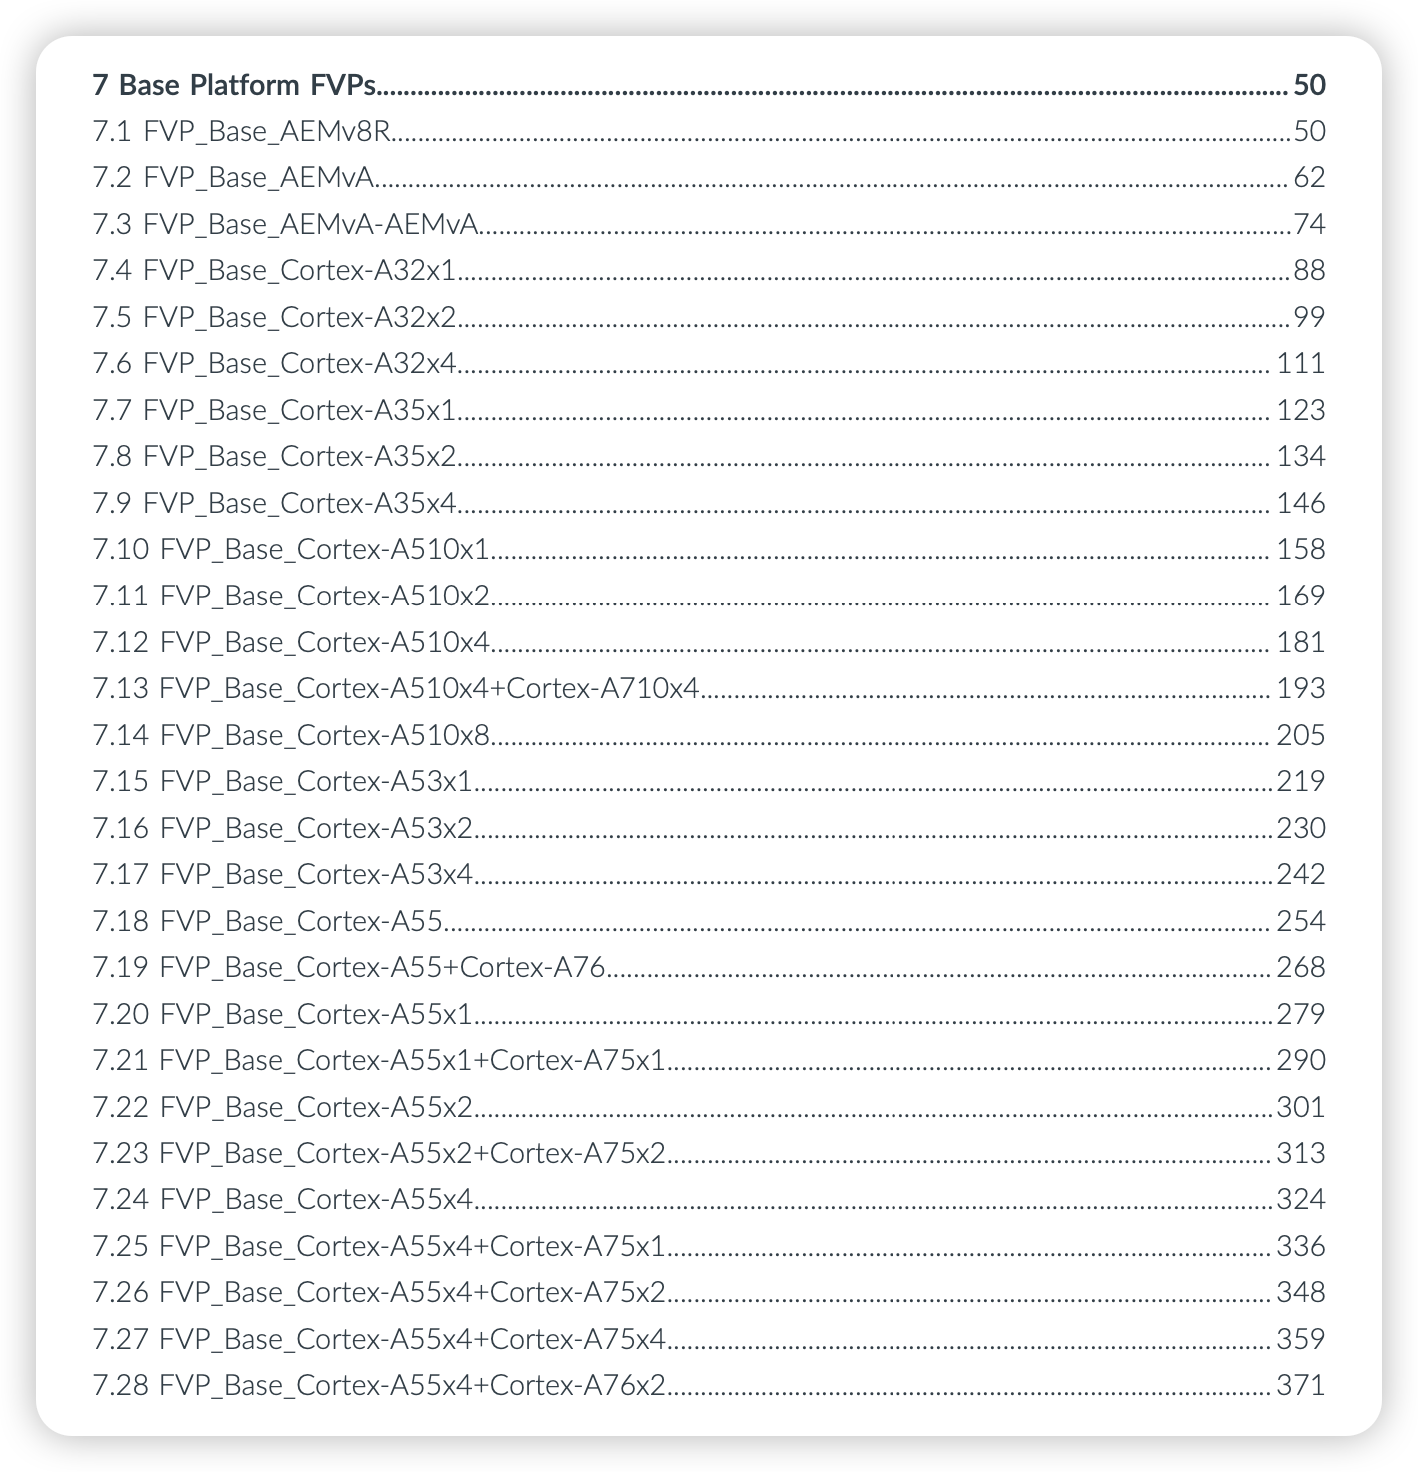 7 Base Platform FVPs........50
7.1 FVP_Base_AEMv8R........50
7.2 FVP_Base_AEMvA........62
7.3 FVP_Base_AEMvA-AEMvA........74
7.4 FVP_Base_Cortex-A32x1........88
7.5 FVP_Base_Cortex-A32x2........99
7.6 FVP_Base_Cortex-A32x4........111
7.7 FVP_Base_Cortex-A35x1........123
7.8 FVP_Base_Cortex-A35x2........134
7.9 FVP_Base_Cortex-A35x4........146
7.10 FVP_Base_Cortex-A510x1........158
7.11 FVP_Base_Cortex-A510x2........169
7.12 FVP_Base_Cortex-A510x4........181
7.13 FVP_Base_Cortex-A510x4+Cortex-A710x4........193
7.14 FVP_Base_Cortex-A510x8........205
7.15 FVP_Base_Cortex-A53x1........219
7.16 FVP_Base_Cortex-A53x2........230
7.17 FVP_Base_Cortex-A53x4........242
7.18 FVP_Base_Cortex-A55........254
7.19 FVP_Base_Cortex-A55+Cortex-A76........268
7.20 FVP_Base_Cortex-A55x1........279
7.21 FVP_Base_Cortex-A55x1+Cortex-A75x1........290
7.22 FVP_Base_Cortex-A55x2........301
7.23 FVP_Base_Cortex-A55x2+Cortex-A75x2........313
7.24 FVP_Base_Cortex-A55x4........324
7.25 FVP_Base_Cortex-A55x4+Cortex-A75x1........336
7.26 FVP_Base_Cortex-A55x4+Cortex-A75x2........348
7.27 FVP_Base_Cortex-A55x4+Cortex-A75x4........359
7.28 FVP_Base_Cortex-A55x4+Cortex-A76x2........371